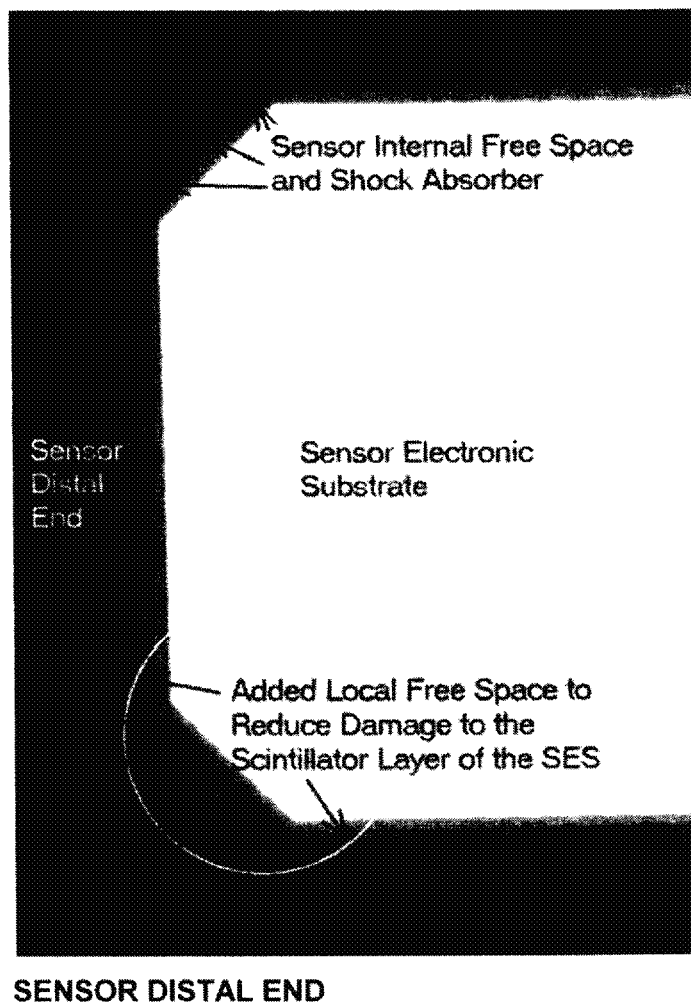 Sensor Internal Free Space
and Shock Absorber
Sensor
Distal
End
Sensor Electronic
Substrate
Added Local Free Space to
Reduce Damage to the
Scintillator Layer of the SES
SENSOR DISTAL END